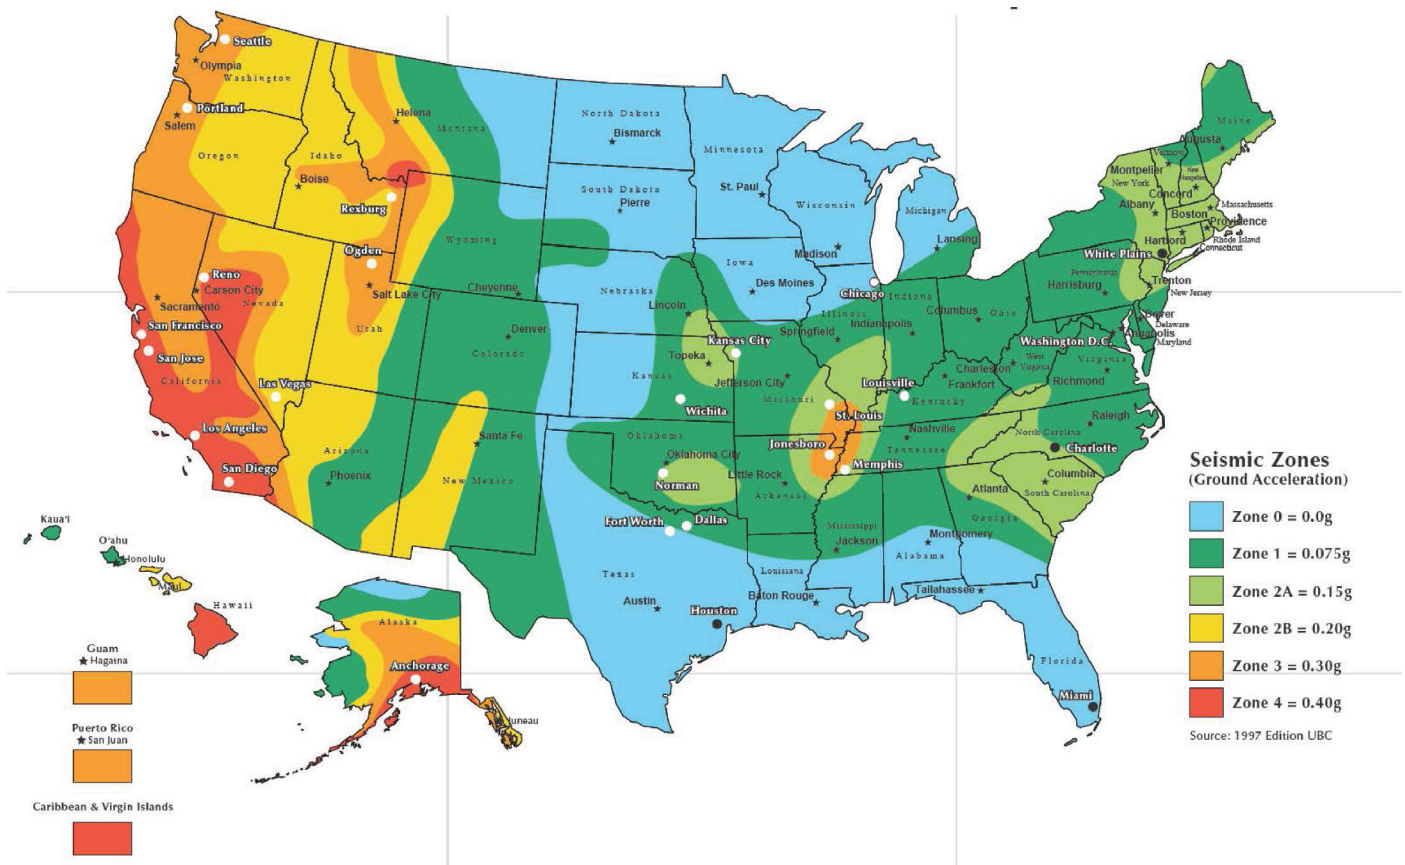 Seattle
Olympia
Washington
Portland
Salem
Oregon
Idaho
Boise
Helena
Montana
Rexburg
Ogden
Reno
Carson City
Nevada
Sacramento
San Francisco
San Jose
California
Las Vegas
Los Angeles
San Diego
Salt Lake City
Utah
Wyoming
Cheyenne
Denver
Colorado
Arizona
Phoenix
Santa Fe
New Mexico
North Dakota
Bismarck
South Dakota
Pierre
Nebraska
Lincoln
Kansas
Topeka
Wichita
Oklahoma
Oklahoma City
Norman
Fort Worth
Dallas
Texas
Austin
Houston
Minnesota
St. Paul
Wisconsin
Madison
Iowa
Des Moines
Kansas City
Jefferson City
Missouri
St. Louis
Jonesboro
Little Rock
Arkansas
Louisiana
Baton Rouge
Michigan
Lansing
Chicago
Illinois
Springfield
Indiana
Indianapolis
Columbus
Ohio
Louisville
Frankfort
Kentucky
Nashville
Tennessee
Memphis
Mississippi
Jackson
Alabama
Montgomery
Atlanta
Georgia
Tallahassee
Florida
Miami
Maine
Augusta
Vermont
Montpelier
New York
New
Hampshire
Concord
Albany
Massachusetts
Boston
Providence
Hartford
Rhode Island
Connecticut
White Plains
Pennsylvania
Harrisburg
Trenton
New Jersey
Dover
Delaware
Annapolis
Maryland
Washington D.C.
West
Virginia
Charleston
Virginia
Richmond
Raleigh
North Carolina
Charlotte
Columbia
South Carolina
Kaua'i
O'ahu
Honolulu
Maui
Hawaii
Alaska
Anchorage
Juneau
Guam
Hagatna
Puerto Rico
San Juan
Caribbean & Virgin Islands
Seismic Zones
(Ground Acceleration)
Zone 0 = 0.0g
Zone 1 = 0.075g
Zone 2A = 0.15g
Zone 2B = 0.20g
Zone 3 = 0.30g
Zone 4 = 0.40g
Source: 1997 Edition UBC